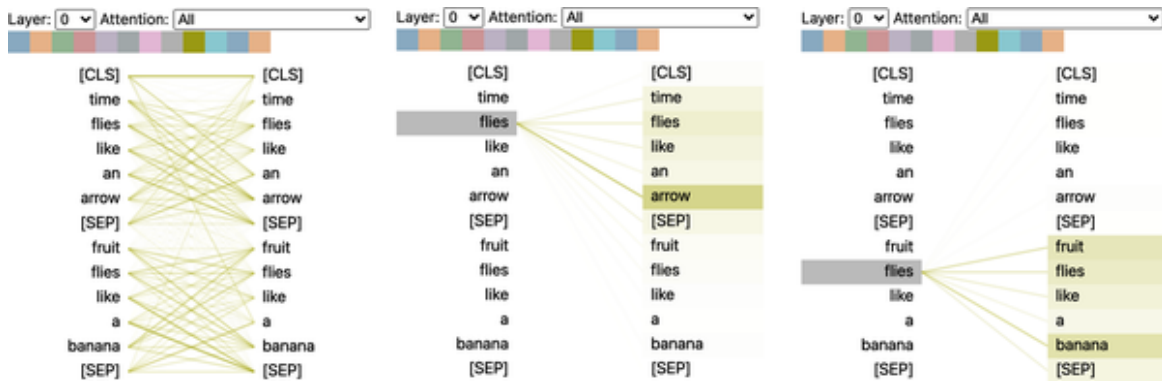 Layer: 0 Attention: All
[CLS] [CLS]
time time
flies flies
like like
an an
arrow arrow
[SEP] [SEP]
fruit fruit
flies flies
like like
a a
banana banana
[SEP] [SEP]
Layer: 0 Attention: All
[CLS] [CLS]
time time
flies flies
like like
an an
arrow arrow
[SEP] [SEP]
fruit fruit
flies flies
like like
a a
banana banana
[SEP] [SEP]
Layer: 0 Attention: All
[CLS] [CLS]
time time
flies flies
like like
an an
arrow arrow
[SEP] [SEP]
fruit fruit
flies flies
like like
a a
banana banana
[SEP] [SEP]